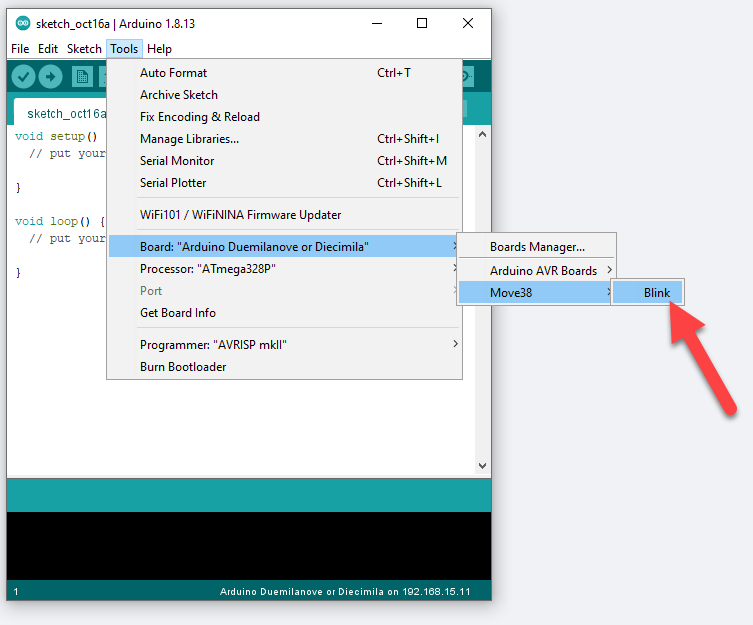 sketch_oct16a | Arduino 1.8.13
File Edit Sketch Tools Help
sketch_oct16a
void setup()
// put your
}
void loop() {
// put your
}
Auto Format Ctrl+T
Archive Sketch
Fix Encoding & Reload
Manage Libraries... Ctrl+Shift+I
Serial Monitor Ctrl+Shift+M
Serial Plotter Ctrl+Shift+L
WiFi101 / WiFiNINA Firmware Updater
Board: "Arduino Duemilanove or Diecimila"
Processor: "ATmega328P"
Port
Get Board Info
Programmer: "AVRISP mkII"
Burn Bootloader
Boards Manager...
Arduino AVR Boards
Move38
Blink
1 Arduino Duemilanove or Diecimila on 192.168.15.11